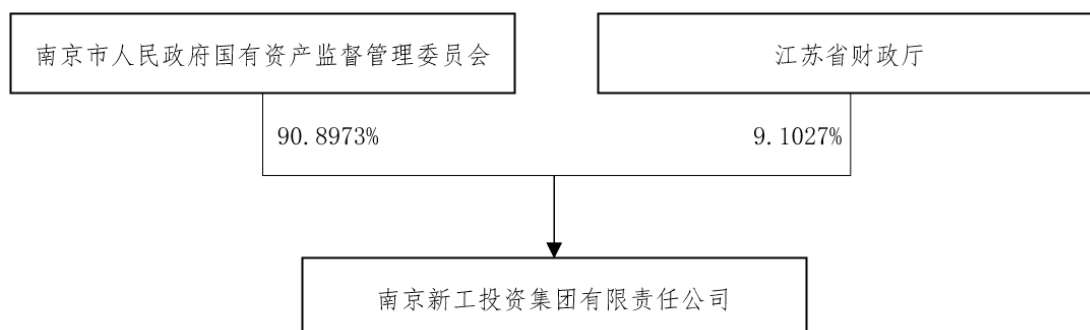 南京市人民政府国有资产监督管理委员会
江苏省财政厅
90.8973%
9.1027%
南京新工投资集团有限责任公司